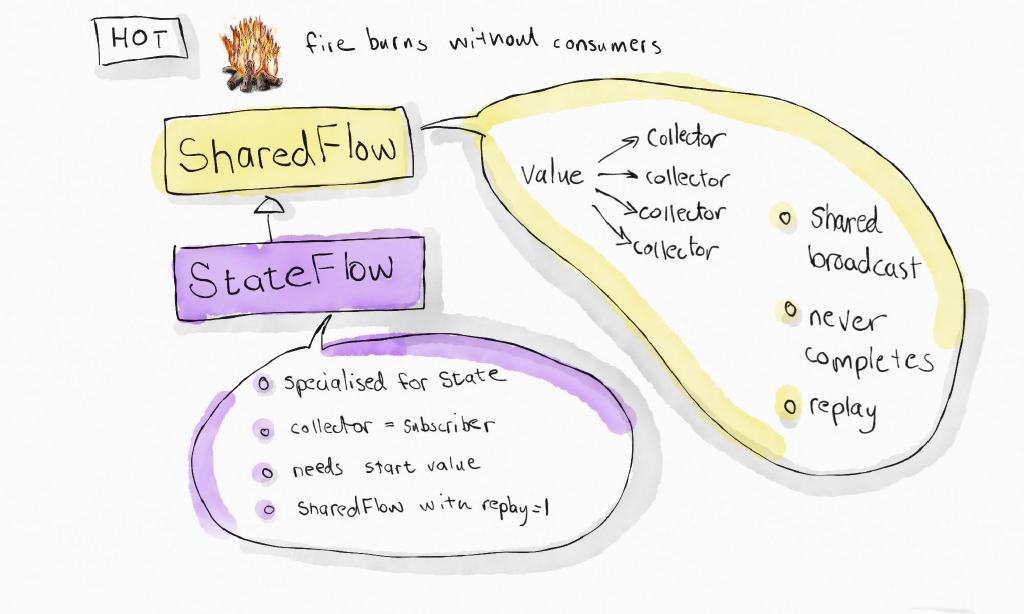 HOT
fire burns without consumers
SharedFlow
StateFlow
Value
Collector
collector
collector
collector
Shared
broadcast
never
completes
replay
specialised for State
collector = subscriber
needs start value
SharedFlow with replay=1